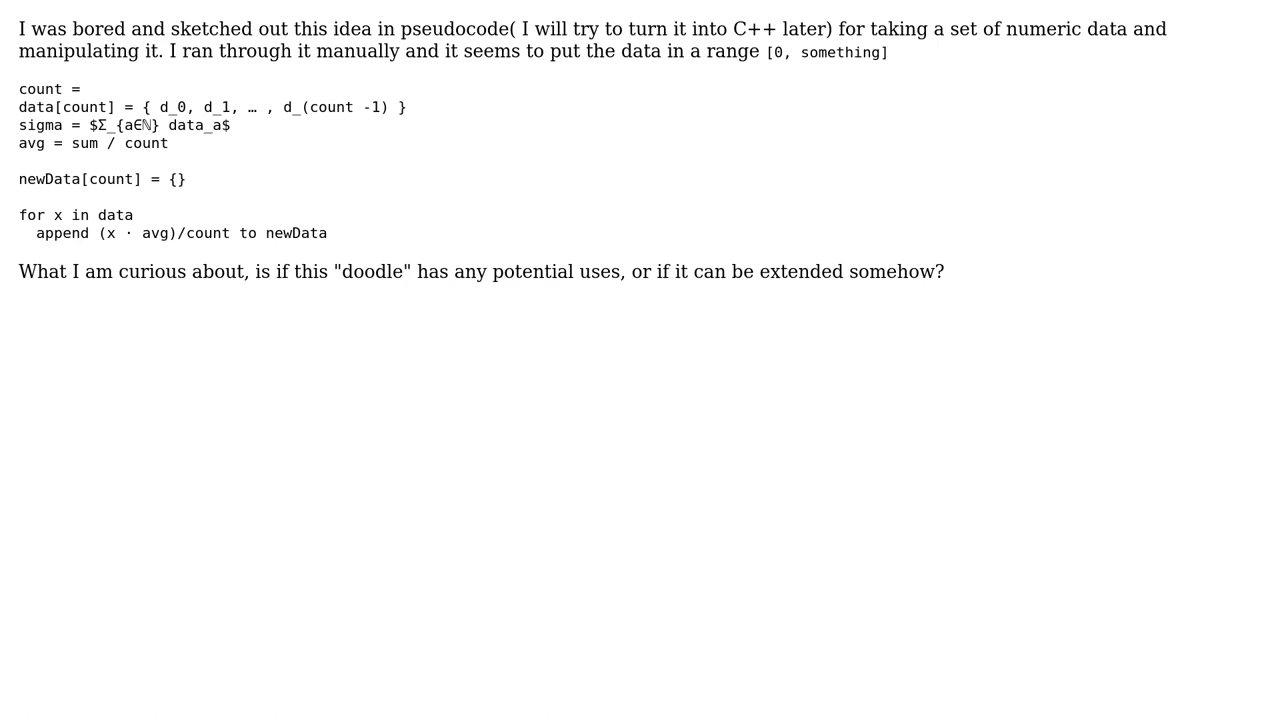 I was bored and sketched out this idea in pseudocode( I will try to turn it into C++ later) for taking a set of numeric data and
manipulating it. I ran through it manually and it seems to put the data in a range [0, something]
count =
data[count] = { d_0, d_1, … , d_(count -1) }
sigma = $Σ_{a∈ℕ} data_a$
avg = sum / count
newData[count] = {}
for x in data
  append (x · avg)/count to newData
What I am curious about, is if this "doodle" has any potential uses, or if it can be extended somehow?